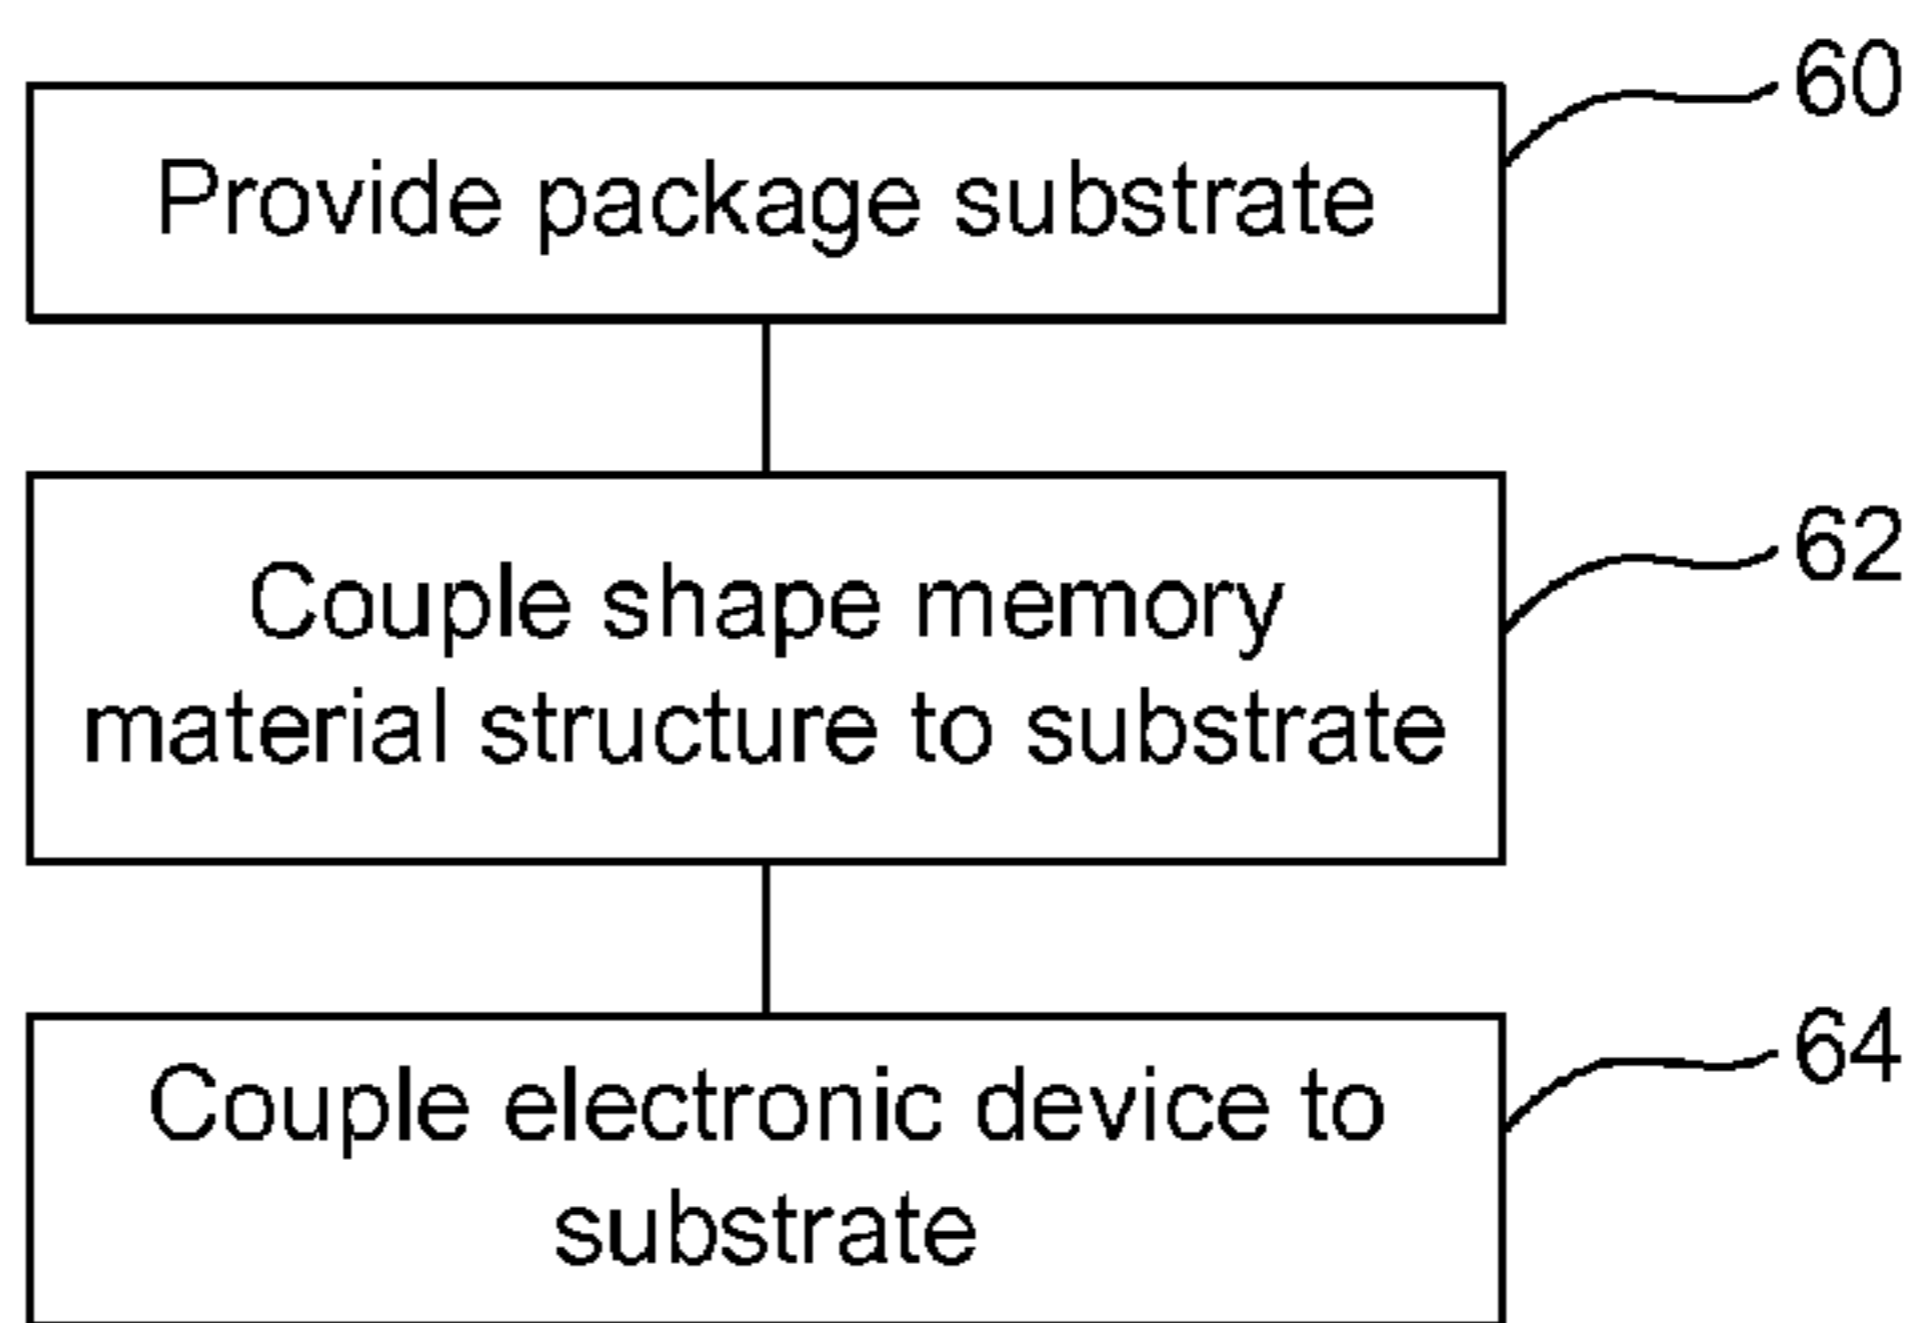 60
Provide package substrate
62
Couple shape memory
material structure to substrate
64
Couple electronic device to
substrate